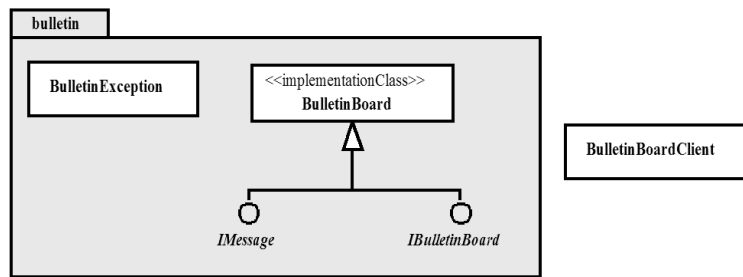 bulletin
BulletinException
<<implementationClass>>
BulletinBoard
BulletinBoardClient
IMessage
IBulletinBoard